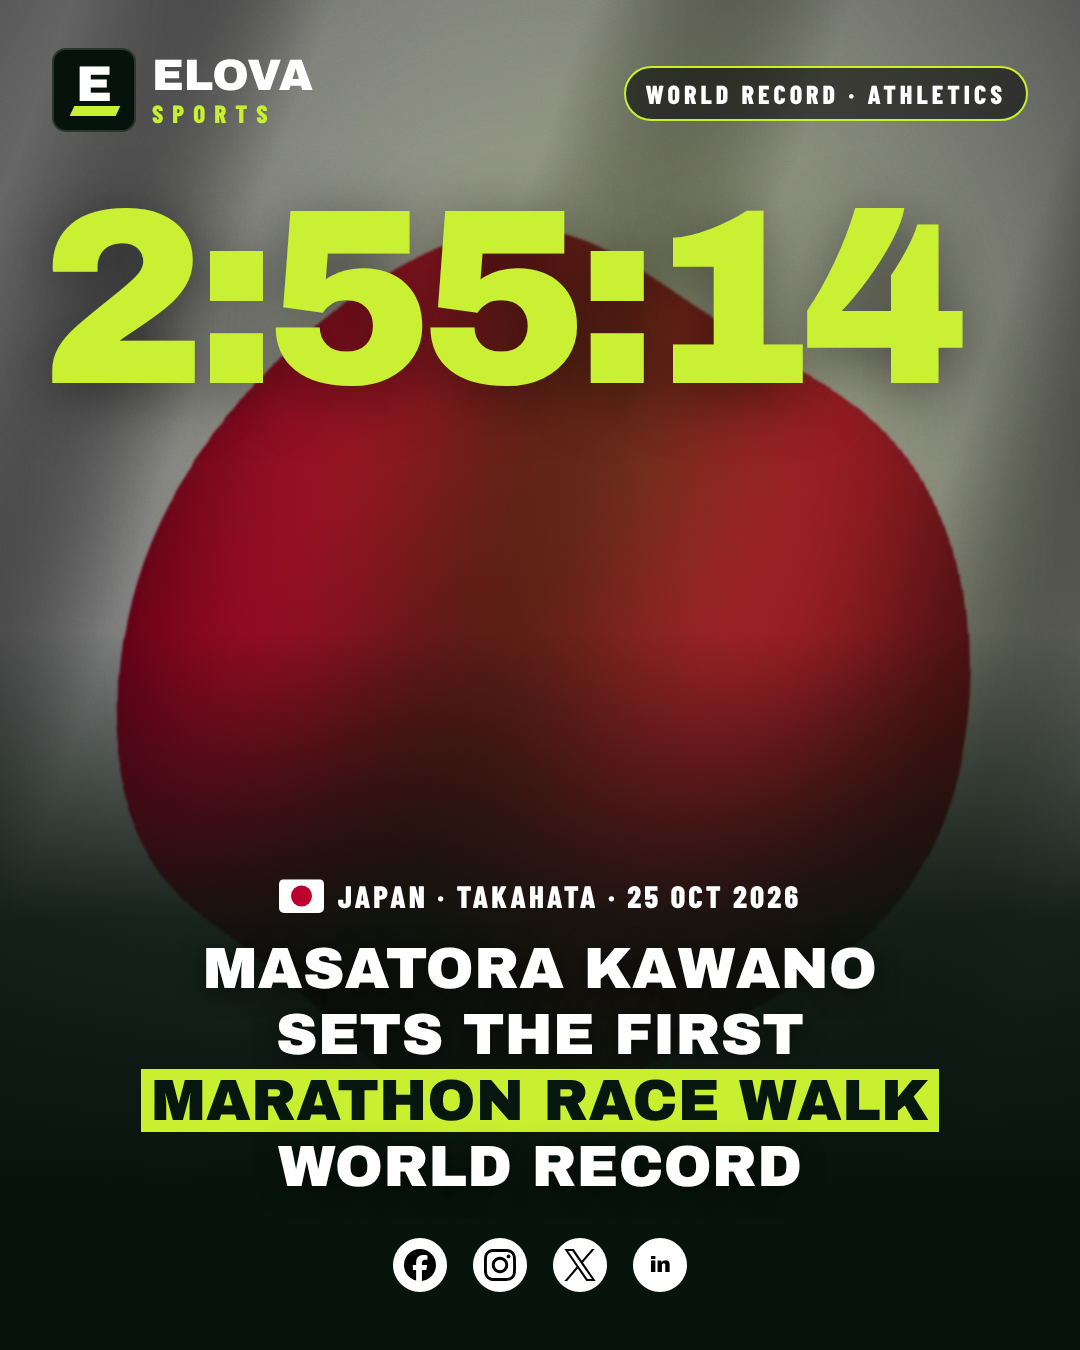 E
ELOVA
SPORTS
WORLD RECORD · ATHLETICS
2:55:14
JAPAN · TAKAHATA · 25 OCT 2026
MASATORA KAWANO
SETS THE FIRST
MARATHON RACE WALK
WORLD RECORD
in